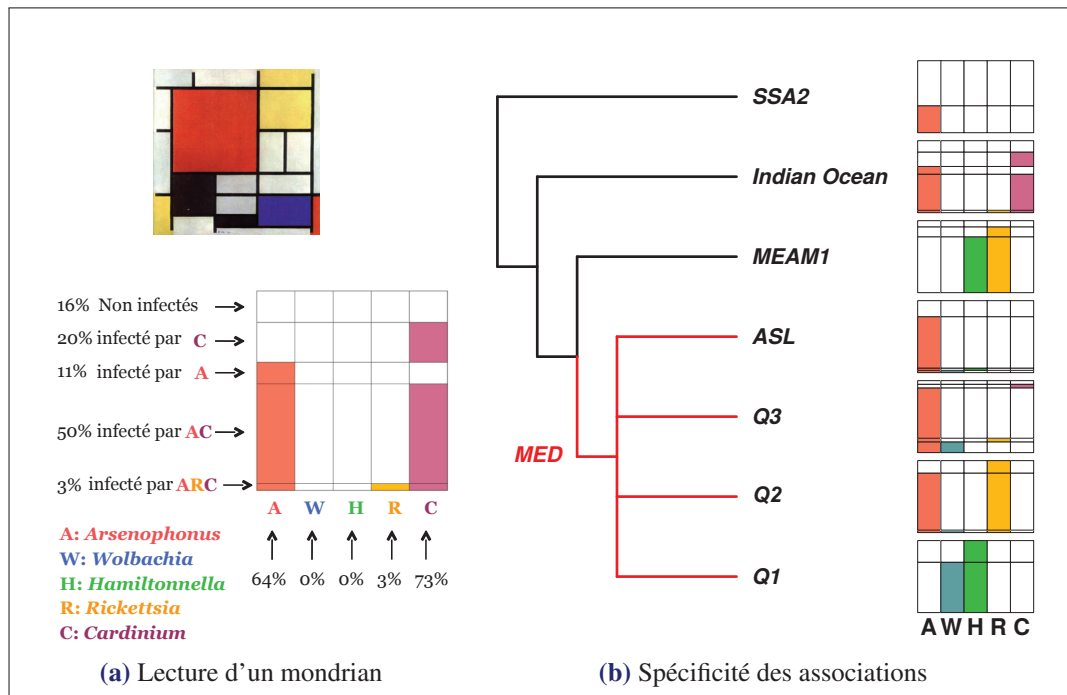 16% Non infectés
20% infecté par C
11% infecté par A
50% infecté par AC
3% infecté par ARC
A W H R C
64% 0% 0% 3% 73%
A: Arsenophonus
W: Wolbachia
H: Hamiltonnella
R: Rickettsia
C: Cardinium
(a) Lecture d'un mondrian
SSA2
Indian Ocean
MEAM1
ASL
Q3
MED
Q2
Q1
A W H R C
(b) Spécificité des associations